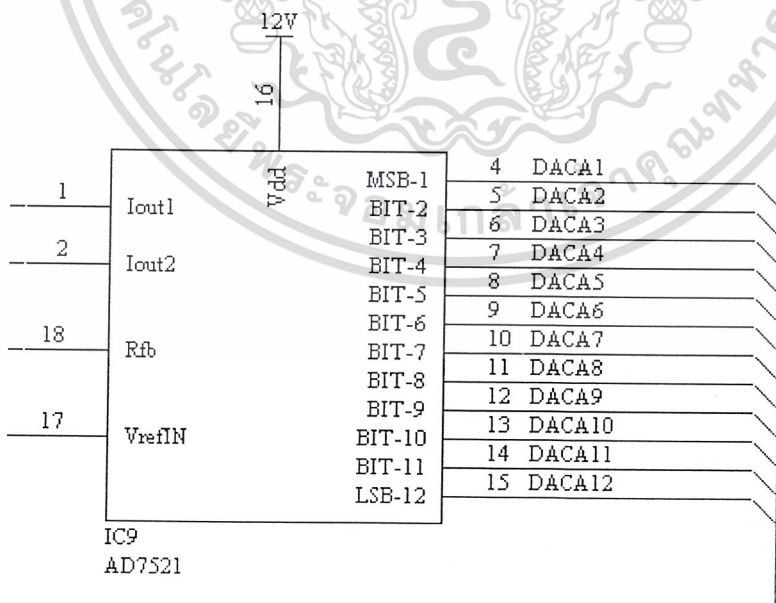 12V
16
Vdd
1 Iout1
2 Iout2
18 Rfb
17 VrefIN
MSB-1 4 DACA1
BIT-2 5 DACA2
BIT-3 6 DACA3
BIT-4 7 DACA4
BIT-5 8 DACA5
BIT-6 9 DACA6
BIT-7 10 DACA7
BIT-8 11 DACA8
BIT-9 12 DACA9
BIT-10 13 DACA10
BIT-11 14 DACA11
LSB-12 15 DACA12
IC9
AD7521